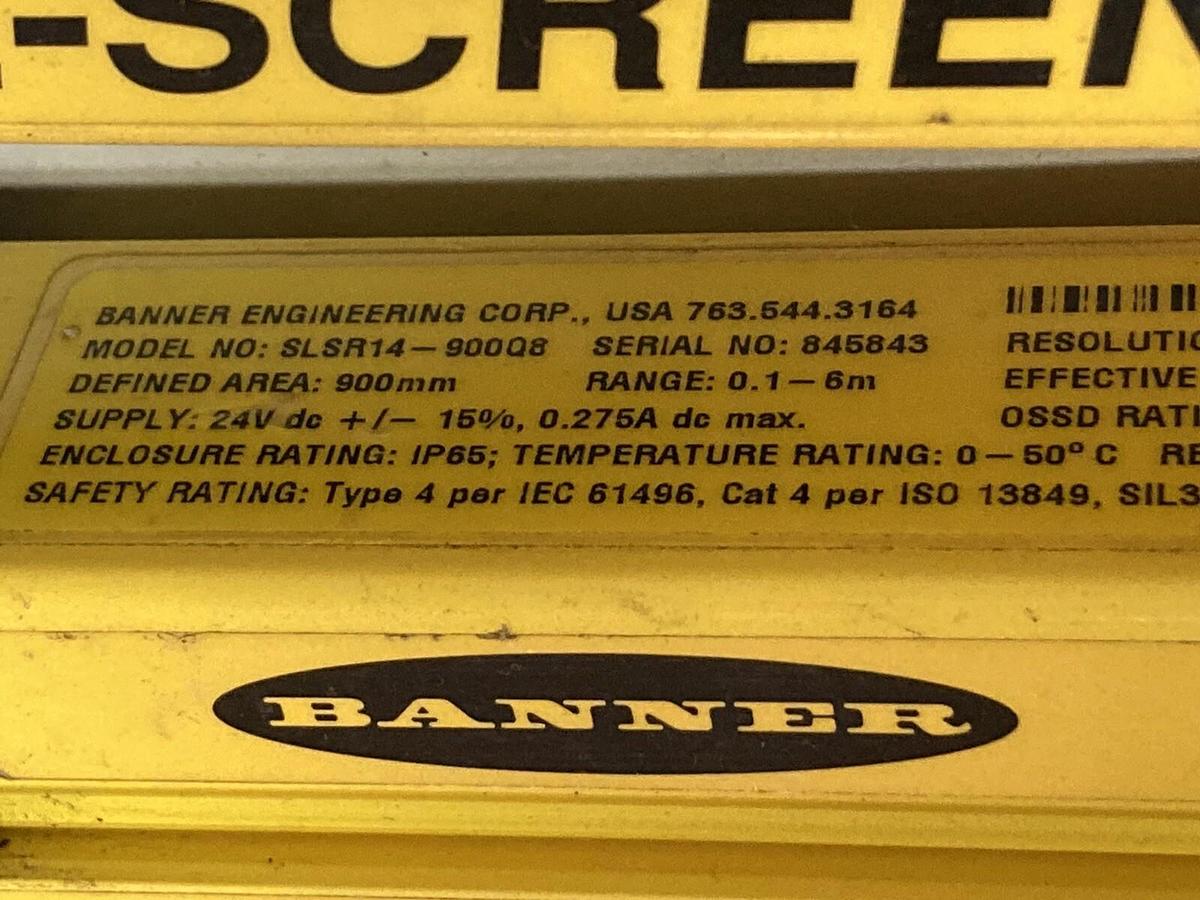 -SCREEN
BANNER ENGINEERING CORP., USA 763.544.3164
MODEL NO: SLSR14–900Q8 SERIAL NO: 845843 RESOLUTIO
DEFINED AREA: 900mm RANGE: 0.1–6m EFFECTIVE
SUPPLY: 24V dc +/– 15%, 0.275A dc max. OSSD RATI
ENCLOSURE RATING: IP65; TEMPERATURE RATING: 0–50º C RE
SAFETY RATING: Type 4 per IEC 61496, Cat 4 per ISO 13849, SIL3
BANNER